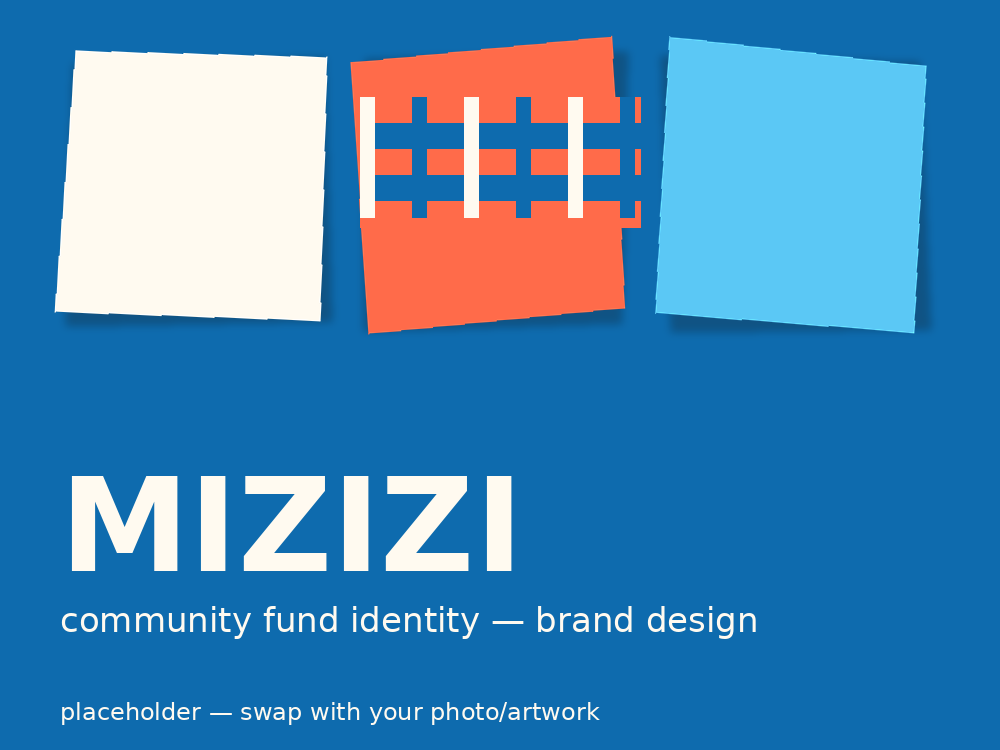 MIZIZI
community fund identity — brand design
placeholder — swap with your photo/artwork